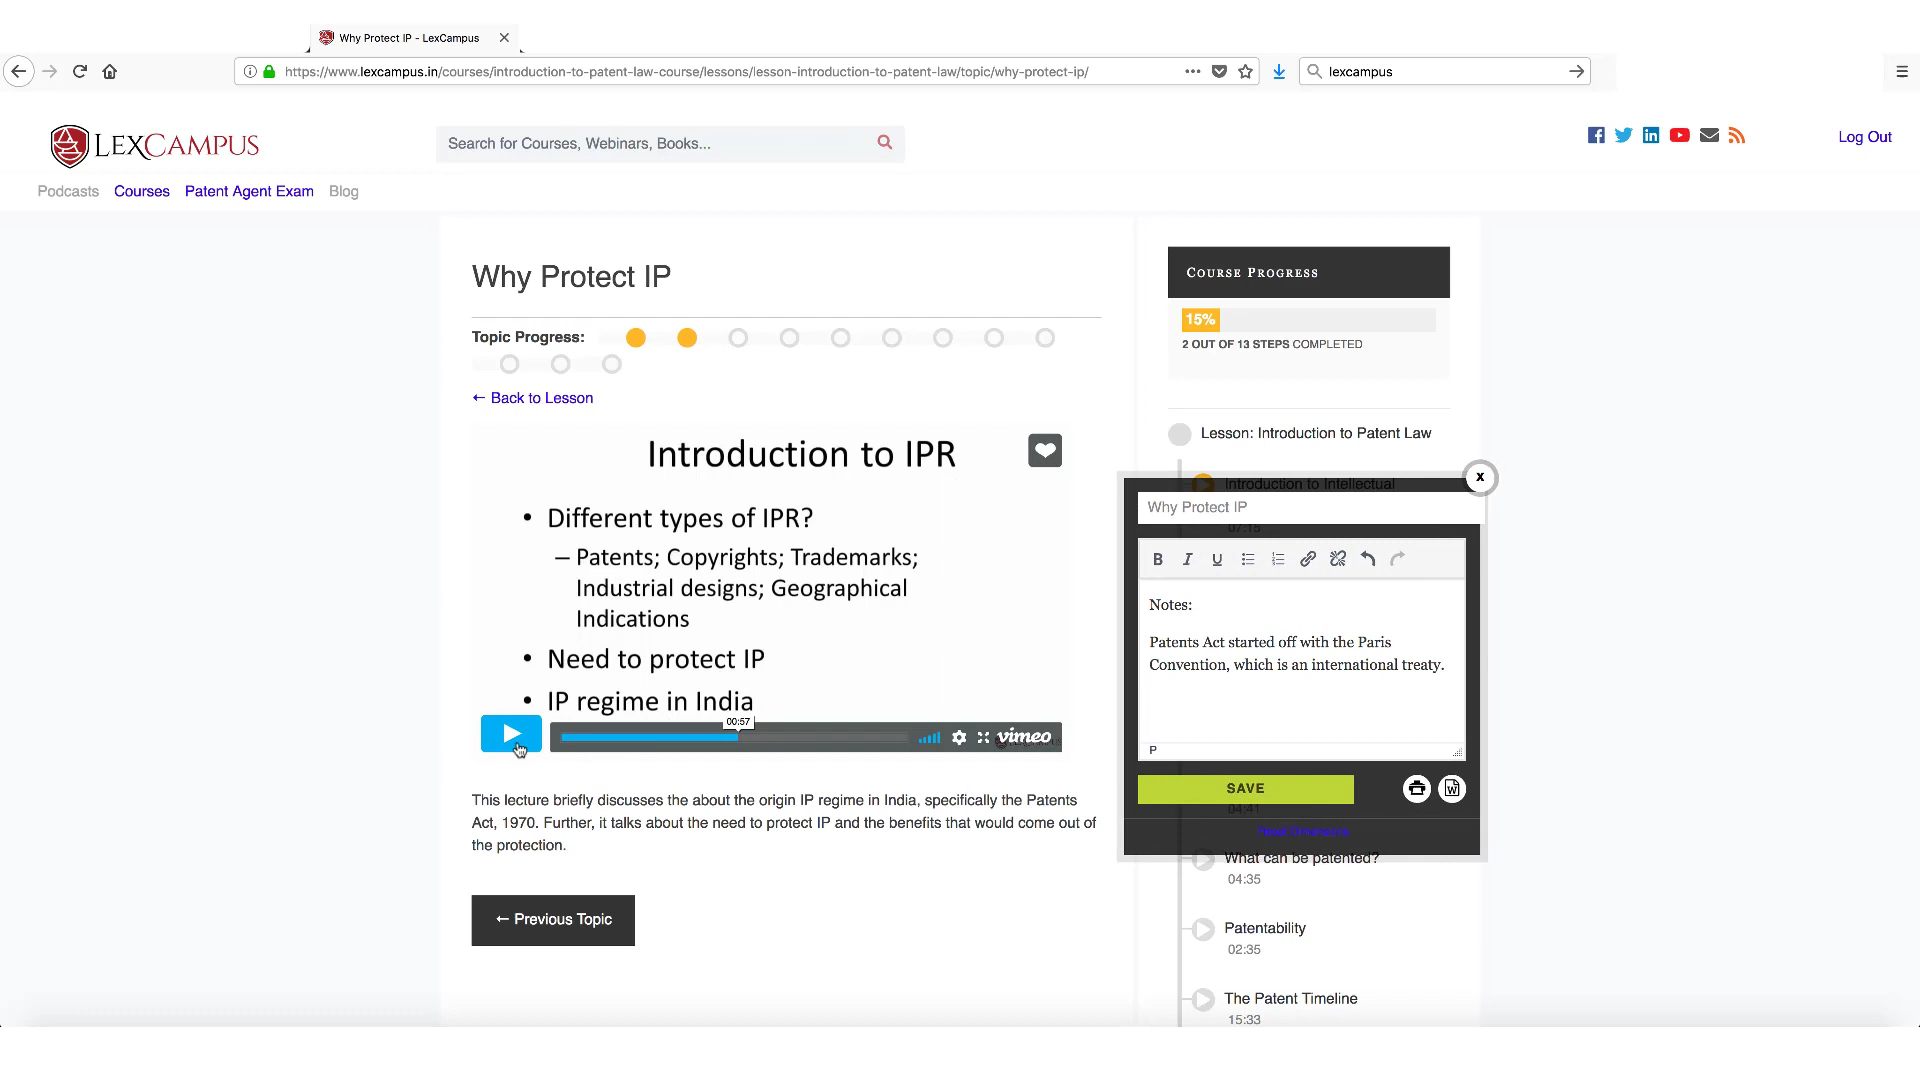 Why Protect IP - LexCampus
https://www.lexcampus.in/courses/introduction-to-patent-law-course/lessons/lesson-introduction-to-patent-law/topic/why-protect-ip/
lexcampus
LEXCAMPUS
Search for Courses, Webinars, Books...
Log Out
Podcasts Courses Patent Agent Exam Blog
Why Protect IP
Topic Progress:
← Back to Lesson
Introduction to IPR
• Different types of IPR?
– Patents; Copyrights; Trademarks;
Industrial designs; Geographical
Indications
• Need to protect IP
• IP regime in India
00:57
vimeo
This lecture briefly discusses the about the origin IP regime in India, specifically the Patents
Act, 1970. Further, it talks about the need to protect IP and the benefits that would come out of
the protection.
← Previous Topic
COURSE PROGRESS
15%
2 OUT OF 13 STEPS COMPLETED
Lesson: Introduction to Patent Law
Introduction to Intellectual
07:15
x
Why Protect IP
B I U
Notes:
Patents Act started off with the Paris
Convention, which is an international treaty.
P
SAVE
W
04:41
Reset Dimensions
What can be patented?
04:35
Patentability
02:35
The Patent Timeline
15:33